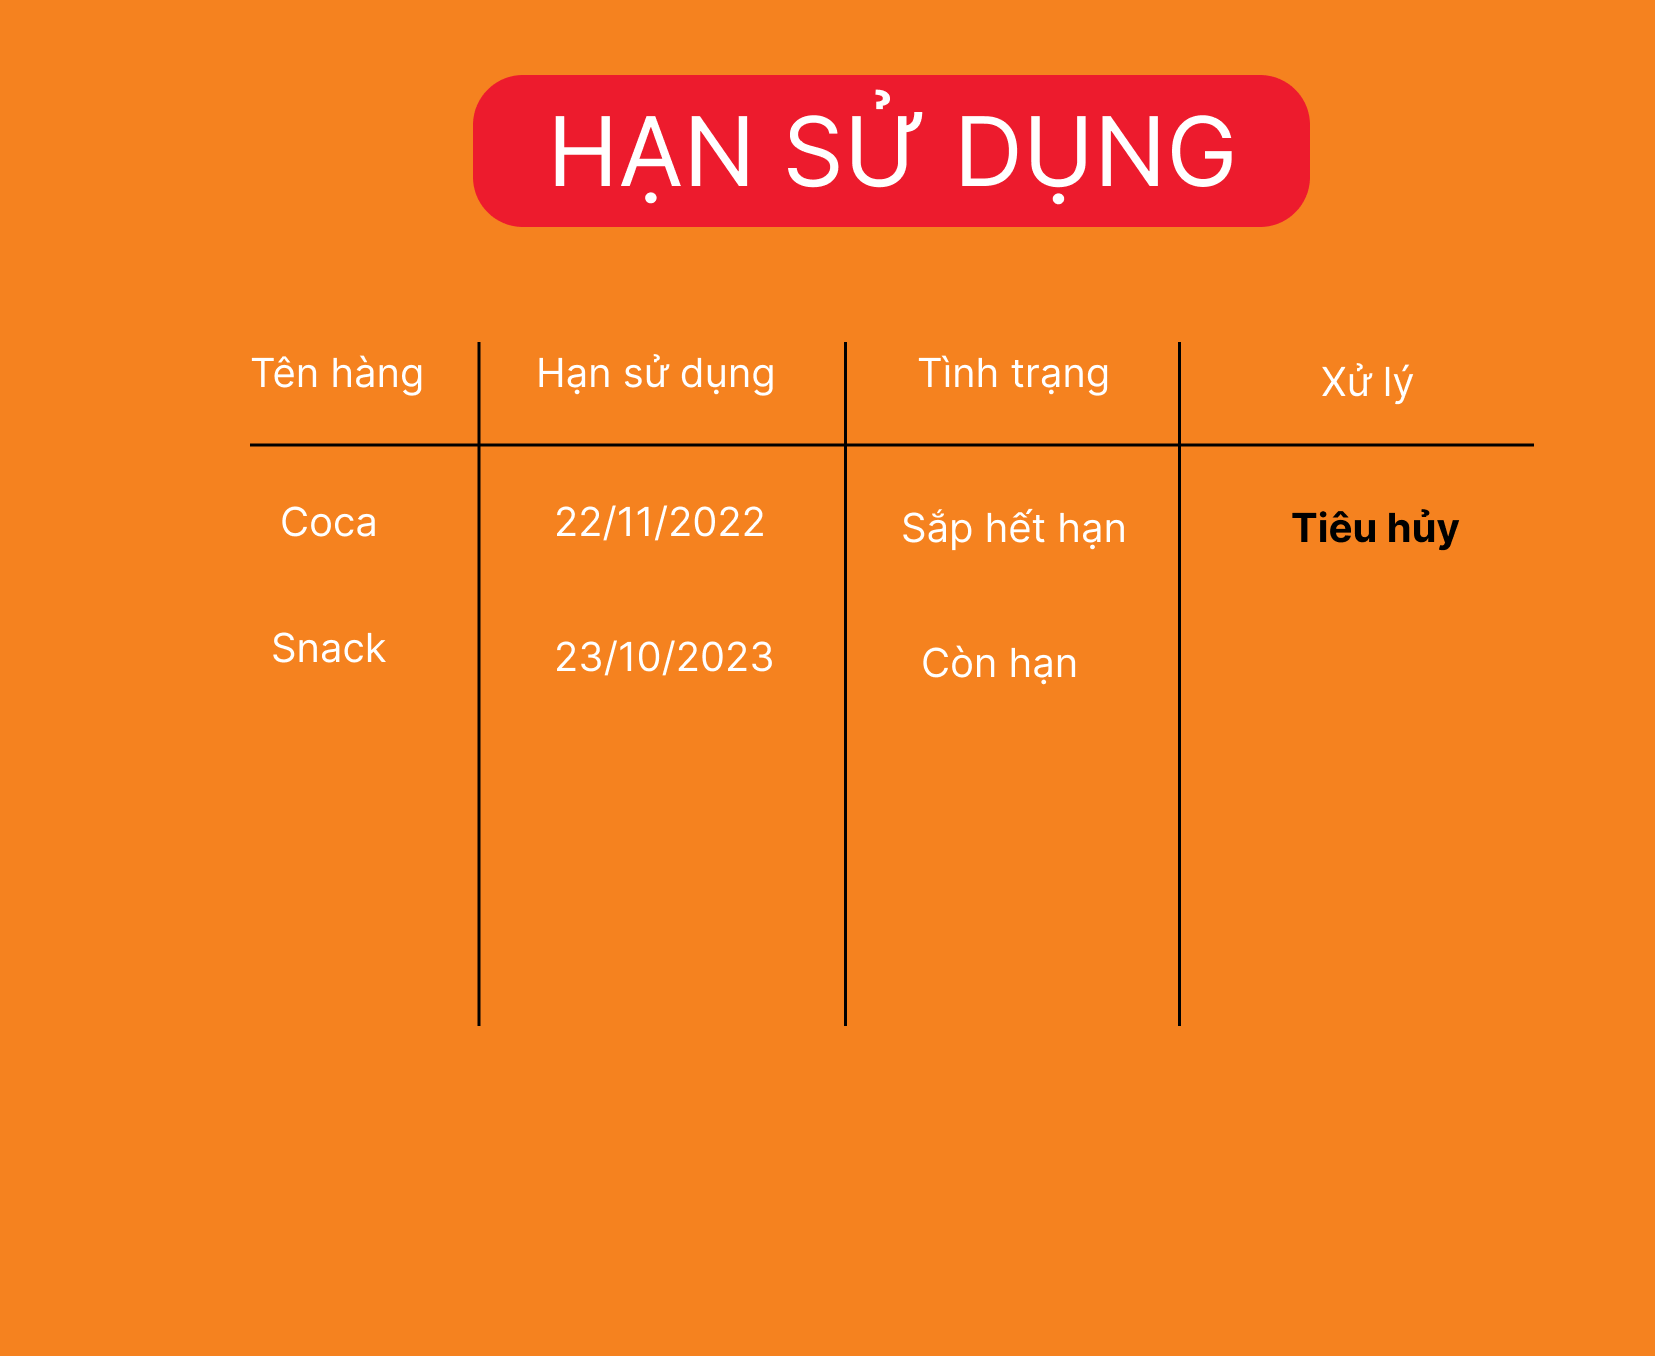 HẠN SỬ DỤNG
Tên hàng Hạn sử dụng Tình trạng Xử lý
Coca 22/11/2022 Sắp hết hạn Tiêu hủy
Snack 23/10/2023 Còn hạn